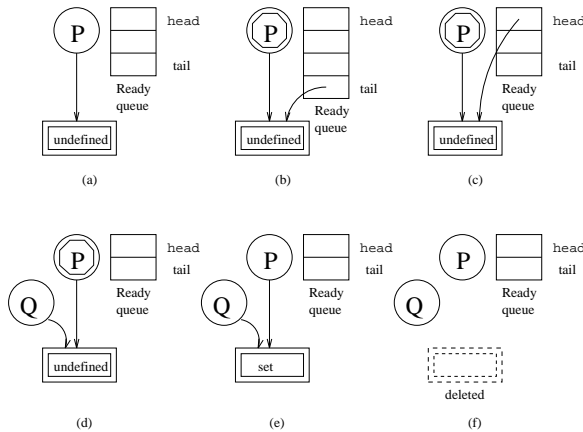 P
head
tail
Ready
queue
undefined
(a)
P
head
tail
Ready
queue
undefined
(b)
P
head
tail
Ready
queue
undefined
(c)
P
head
tail
Ready
queue
Q
undefined
(d)
P
head
tail
Ready
queue
Q
set
(e)
P
head
tail
Ready
queue
Q
deleted
(f)